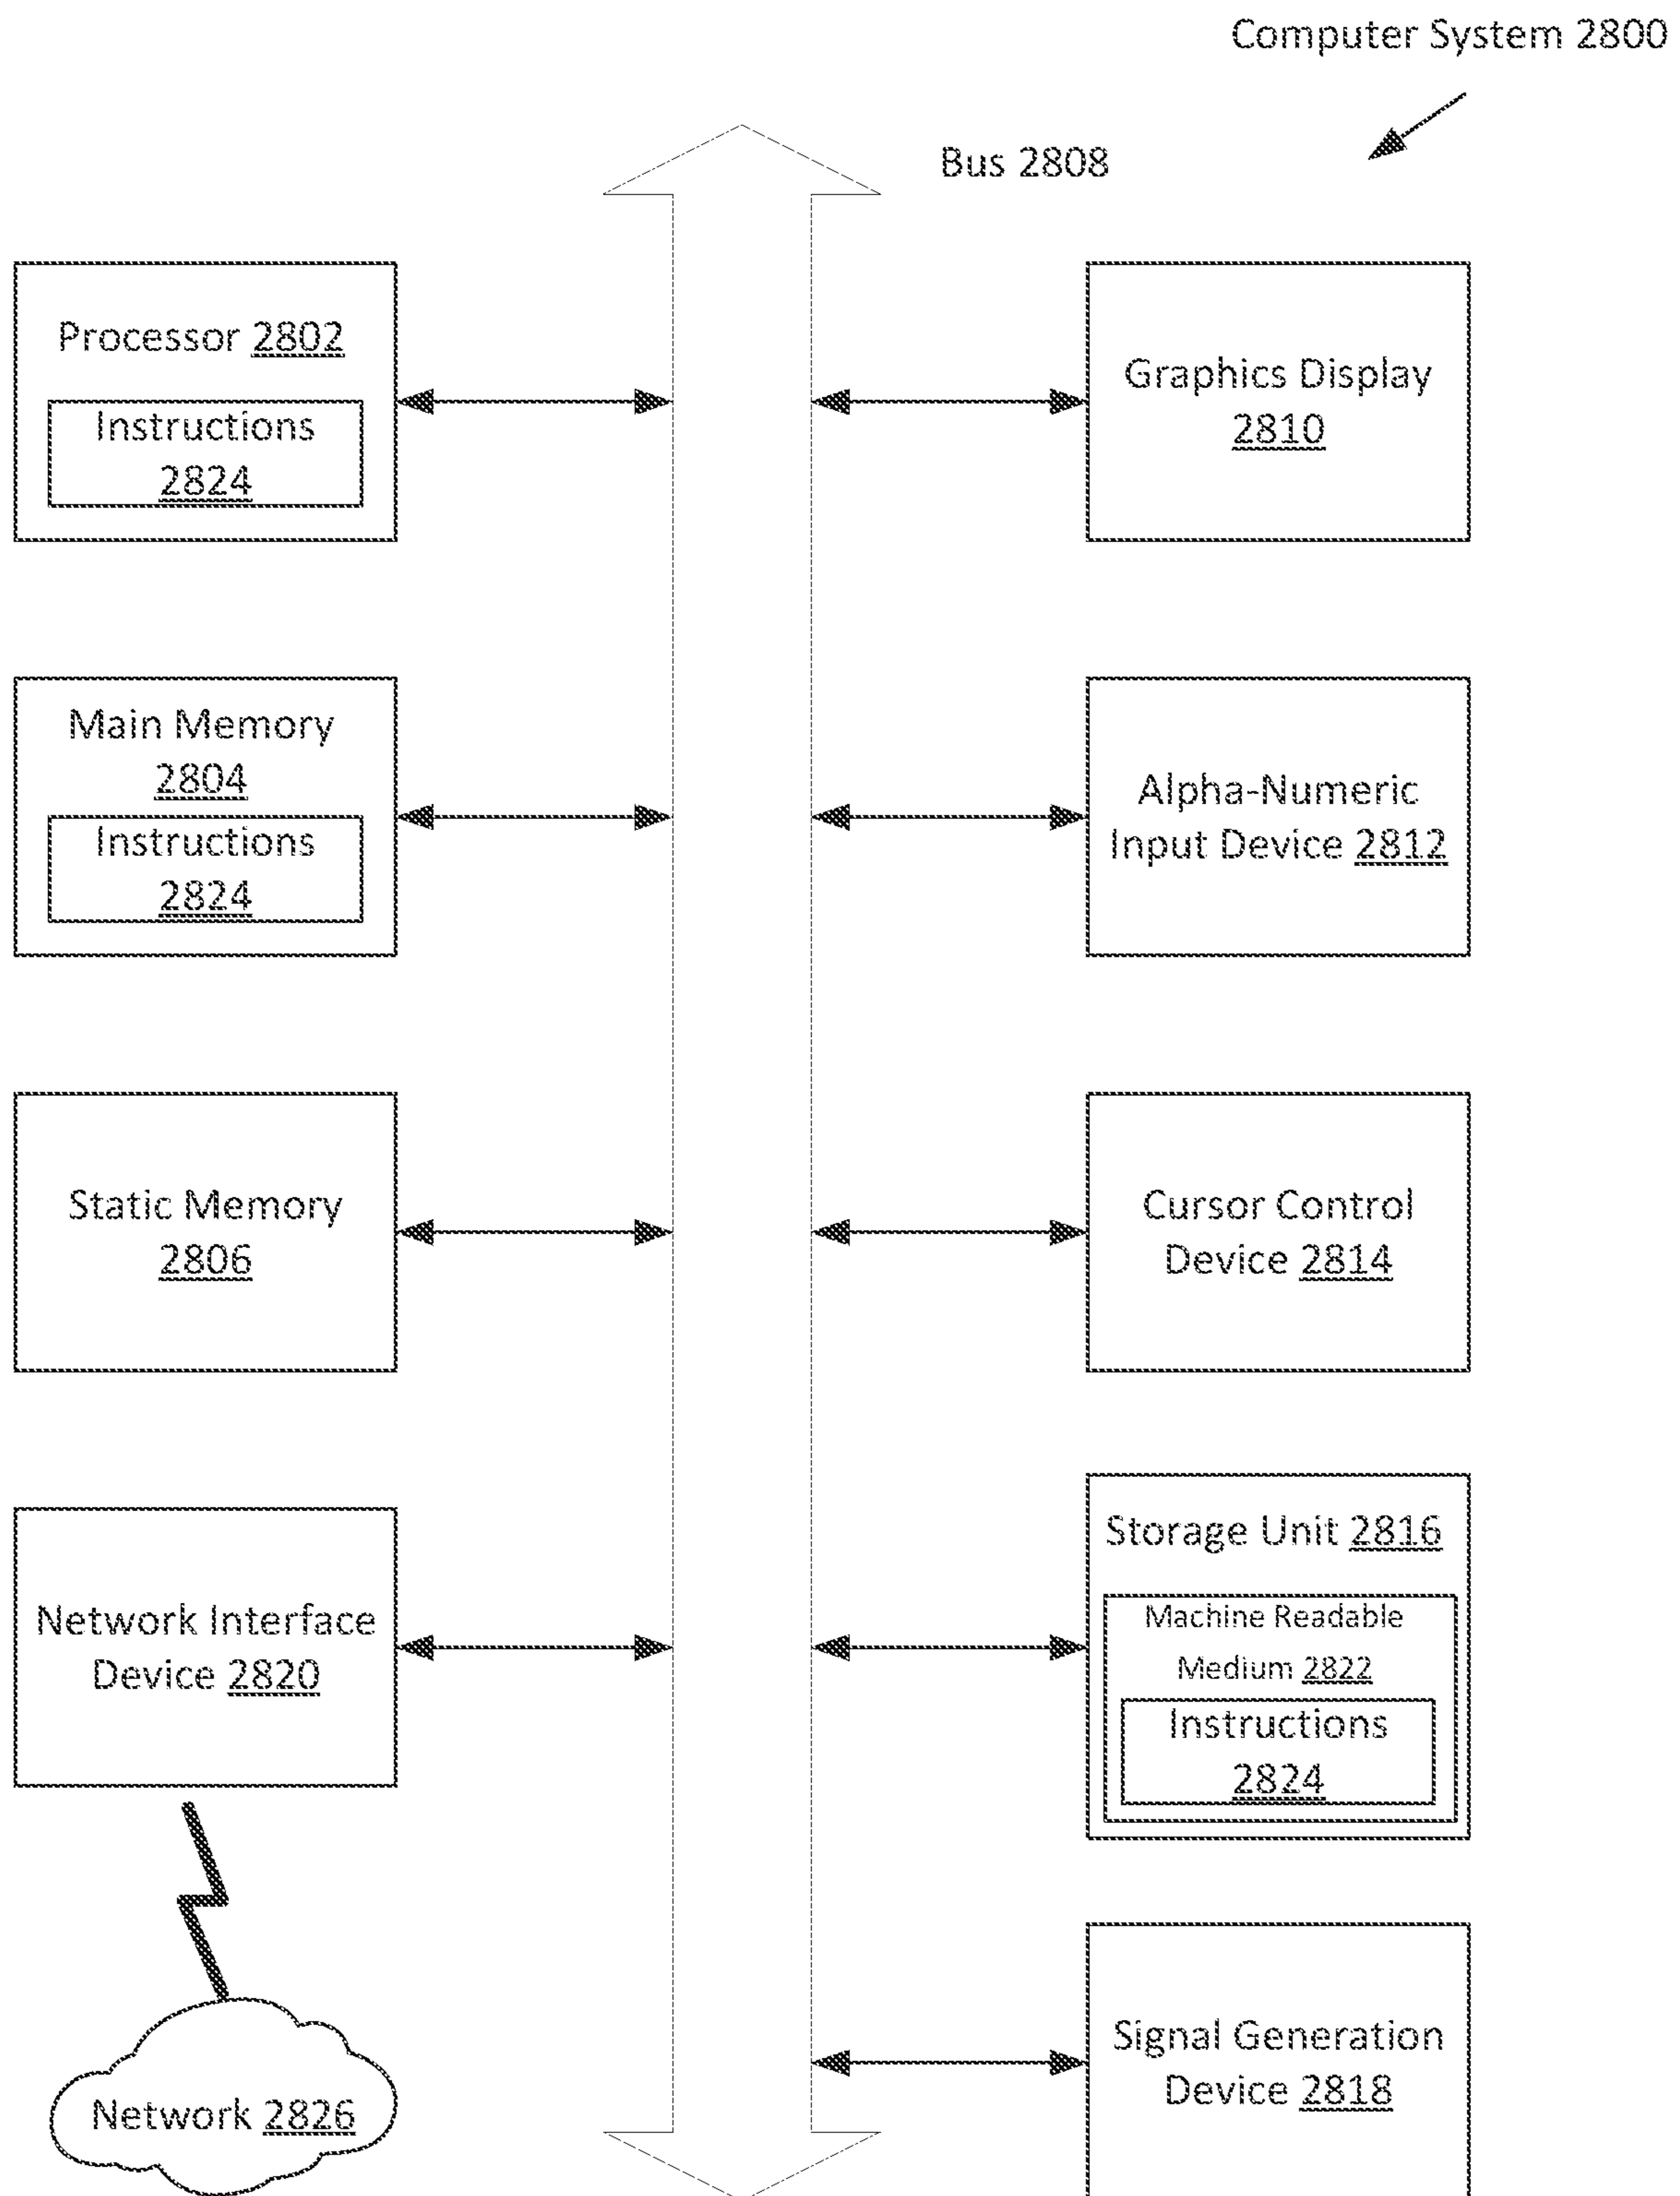 Computer System 2800
Bus 2808
Processor 2802
Instructions
2824
Graphics Display
2810
Main Memory
2804
Instructions
2824
Alpha-Numeric
Input Device 2812
Static Memory
2806
Cursor Control
Device 2814
Network Interface
Device 2820
Storage Unit 2816
Machine Readable
Medium 2822
Instructions
2824
Network 2826
Signal Generation
Device 2818